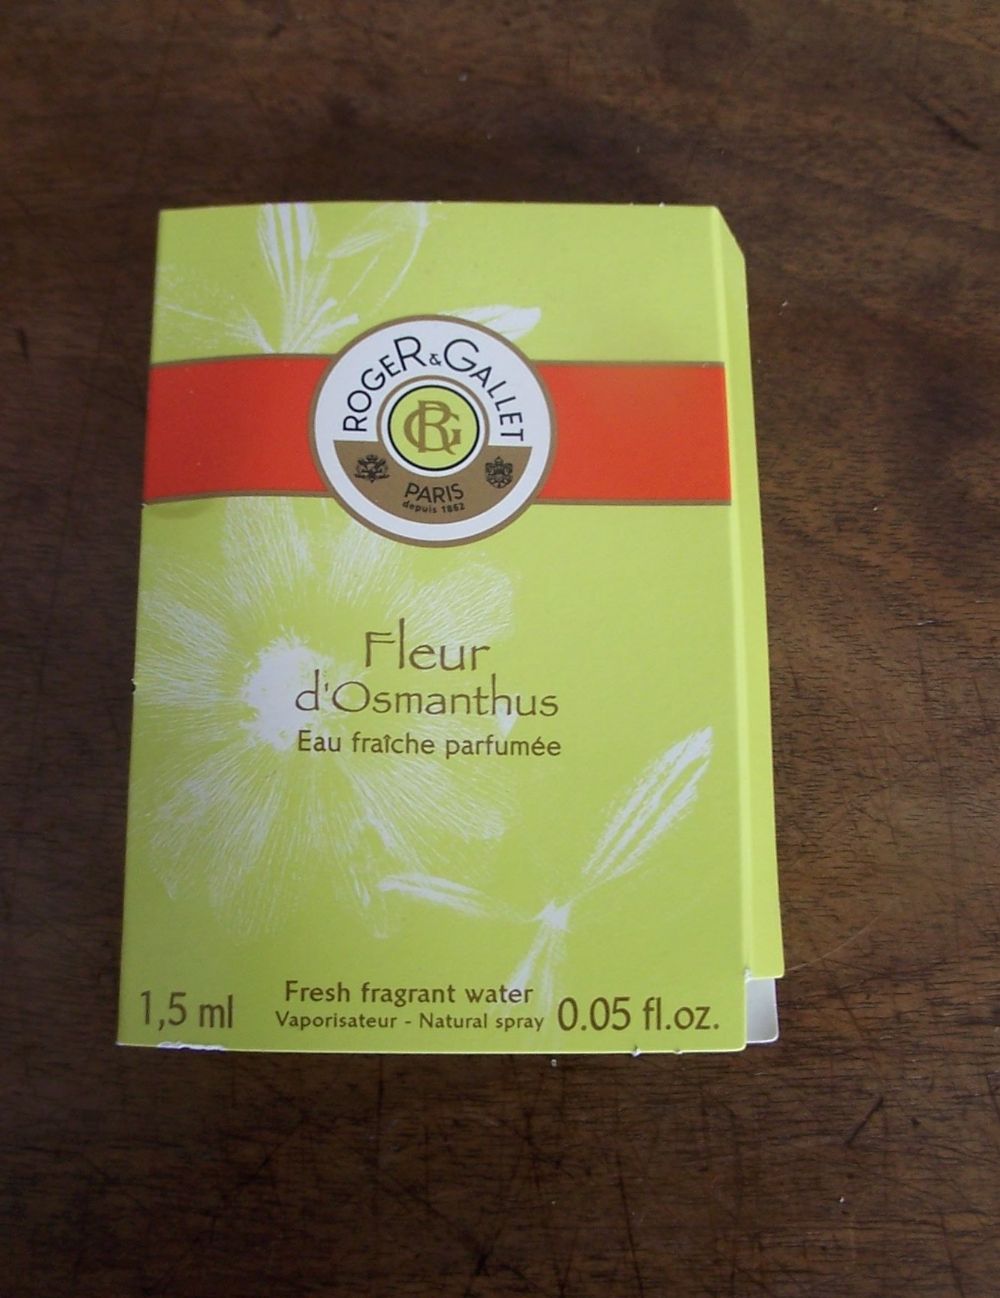 ROGER & GALLET
RG
PARIS
depuis 1862
Fleur
d'Osmanthus
Eau fraîche parfumée
1,5 ml
Fresh fragrant water
Vaporisateur - Natural spray
0.05 fl.oz.